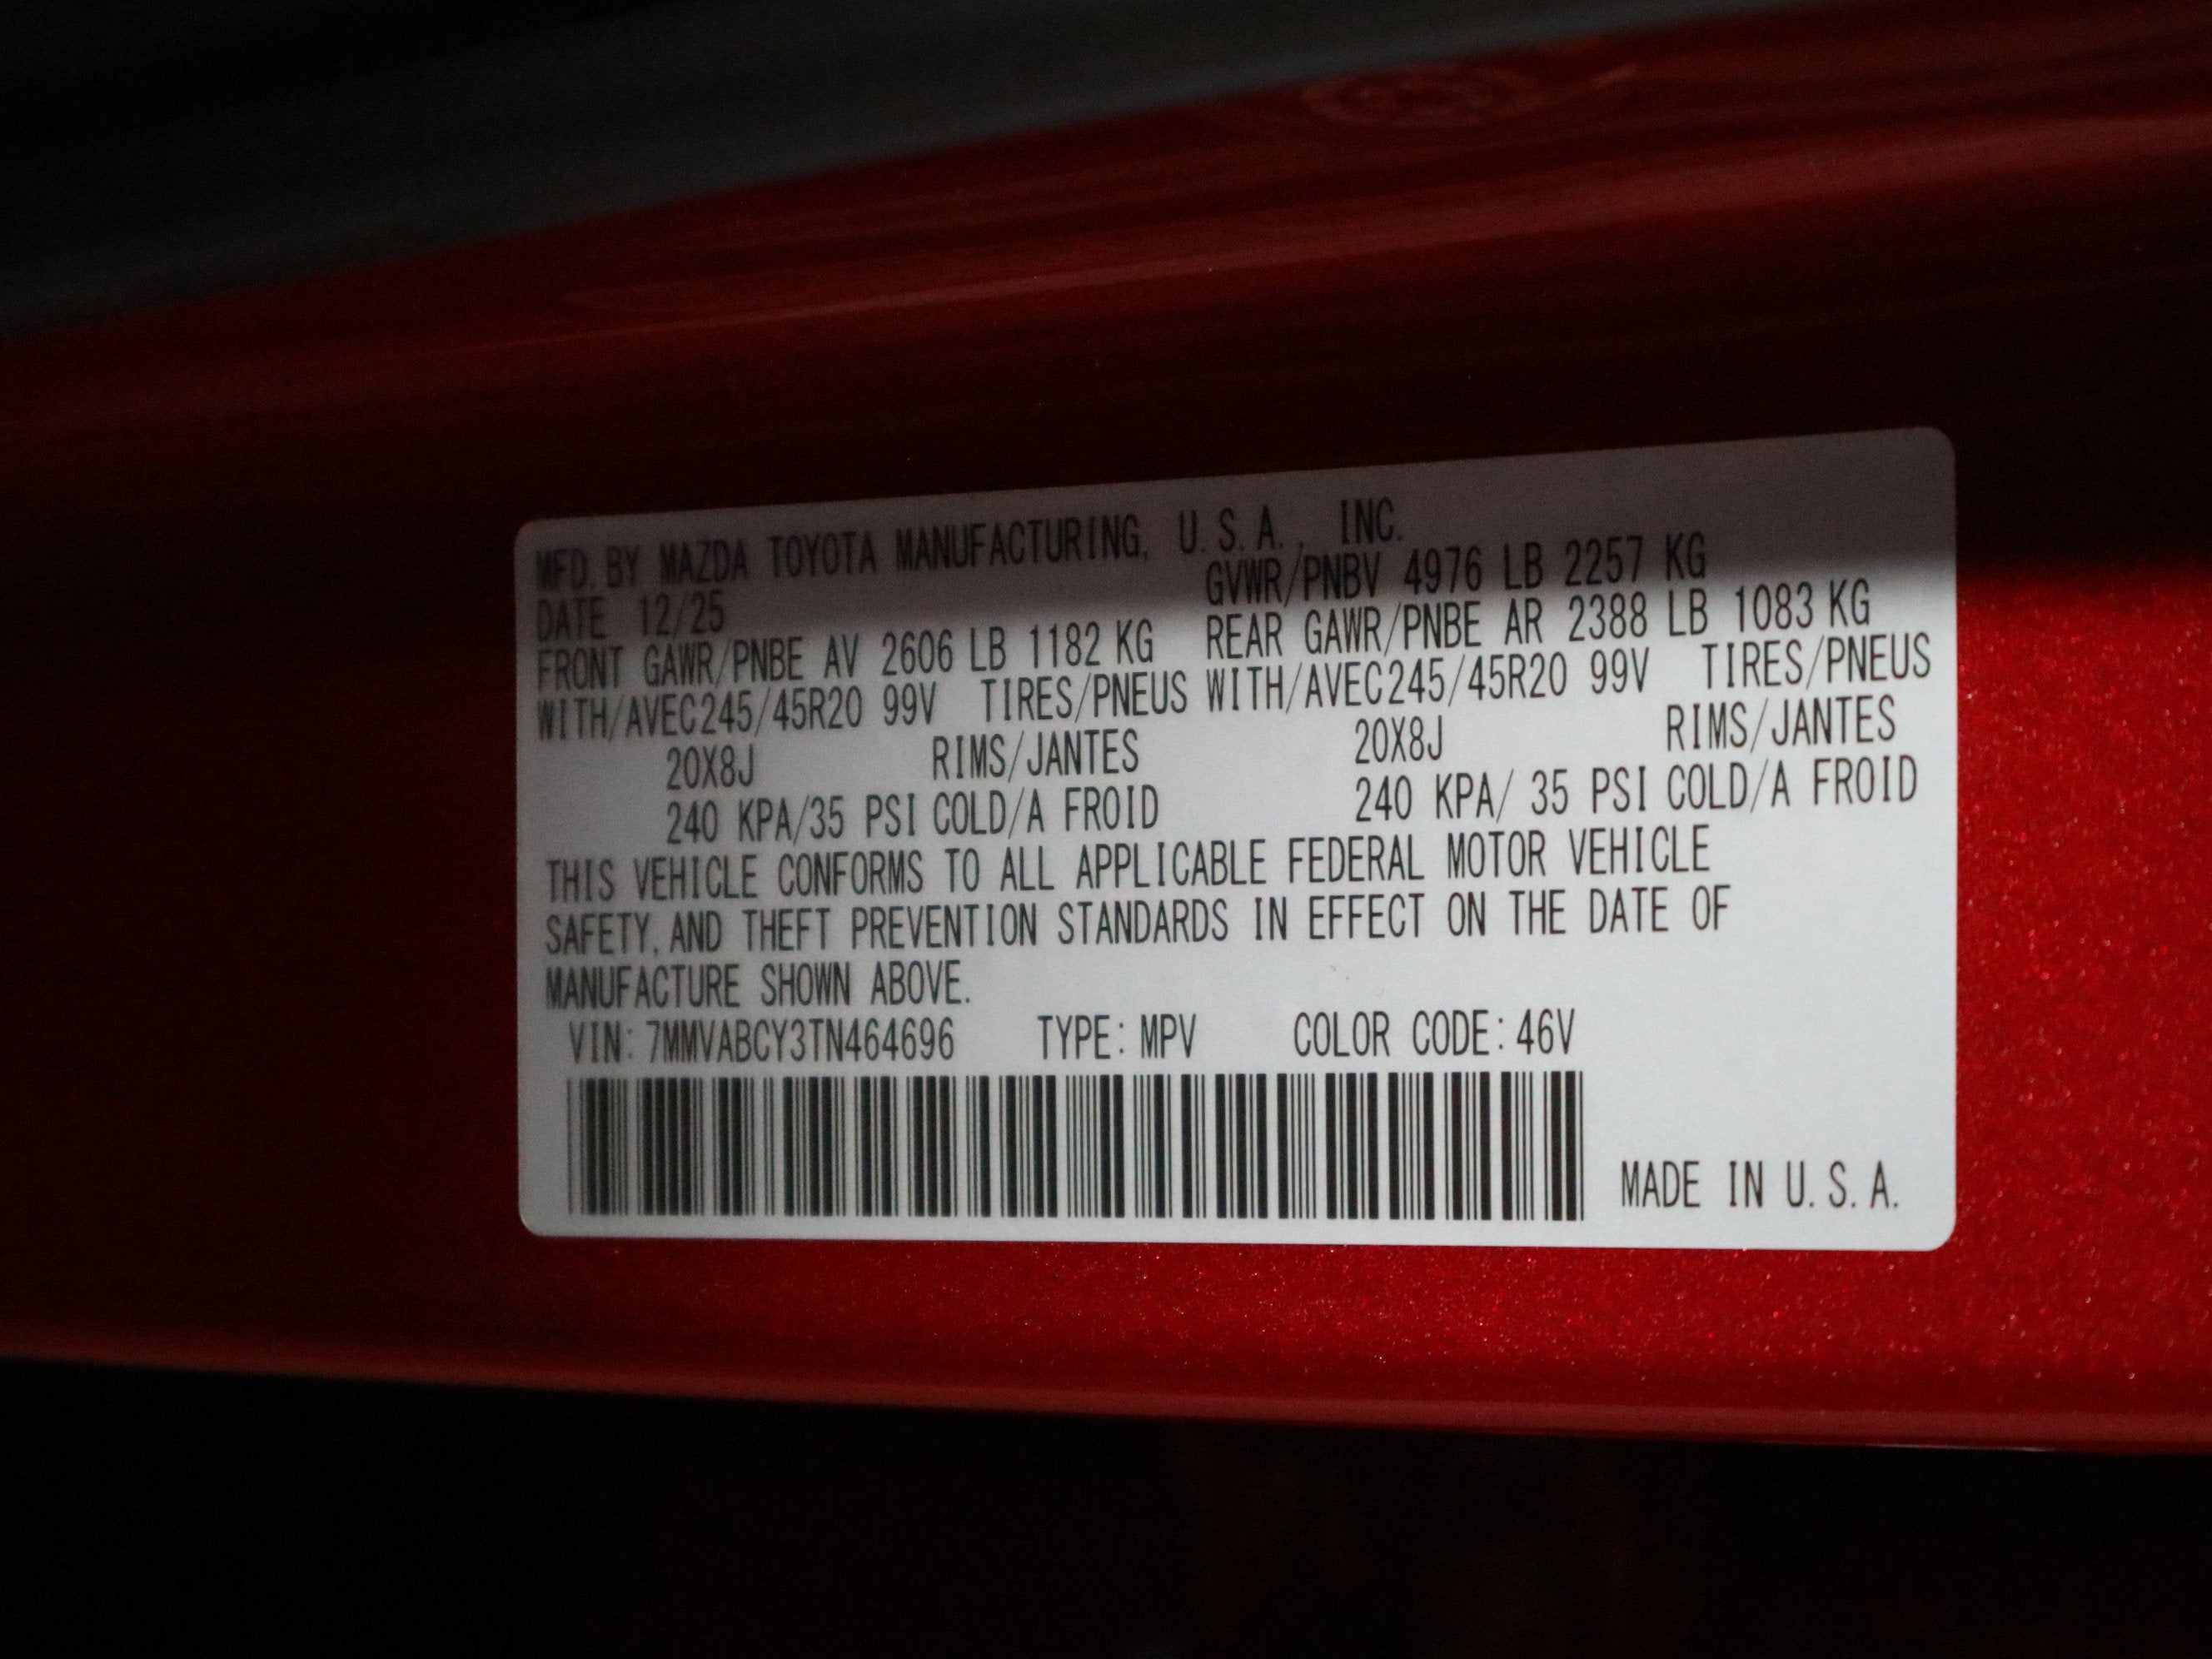 MFD. BY MAZDA TOYOTA MANUFACTURING, U.S.A., INC.
DATE 12/25 GVWR/PNBV 4976 LB 2257 KG
FRONT GAWR/PNBE AV 2606 LB 1182 KG REAR GAWR/PNBE AR 2388 LB 1083 KG
WITH/AVEC245/45R20 99V TIRES/PNEUS WITH/AVEC245/45R20 99V TIRES/PNEUS
20X8J RIMS/JANTES 20X8J RIMS/JANTES
240 KPA/35 PSI COLD/A FROID 240 KPA/ 35 PSI COLD/A FROID
THIS VEHICLE CONFORMS TO ALL APPLICABLE FEDERAL MOTOR VEHICLE
SAFETY, AND THEFT PREVENTION STANDARDS IN EFFECT ON THE DATE OF
MANUFACTURE SHOWN ABOVE.
VIN: 7MMVABCY3TN464696 TYPE: MPV COLOR CODE: 46V
MADE IN U.S.A.